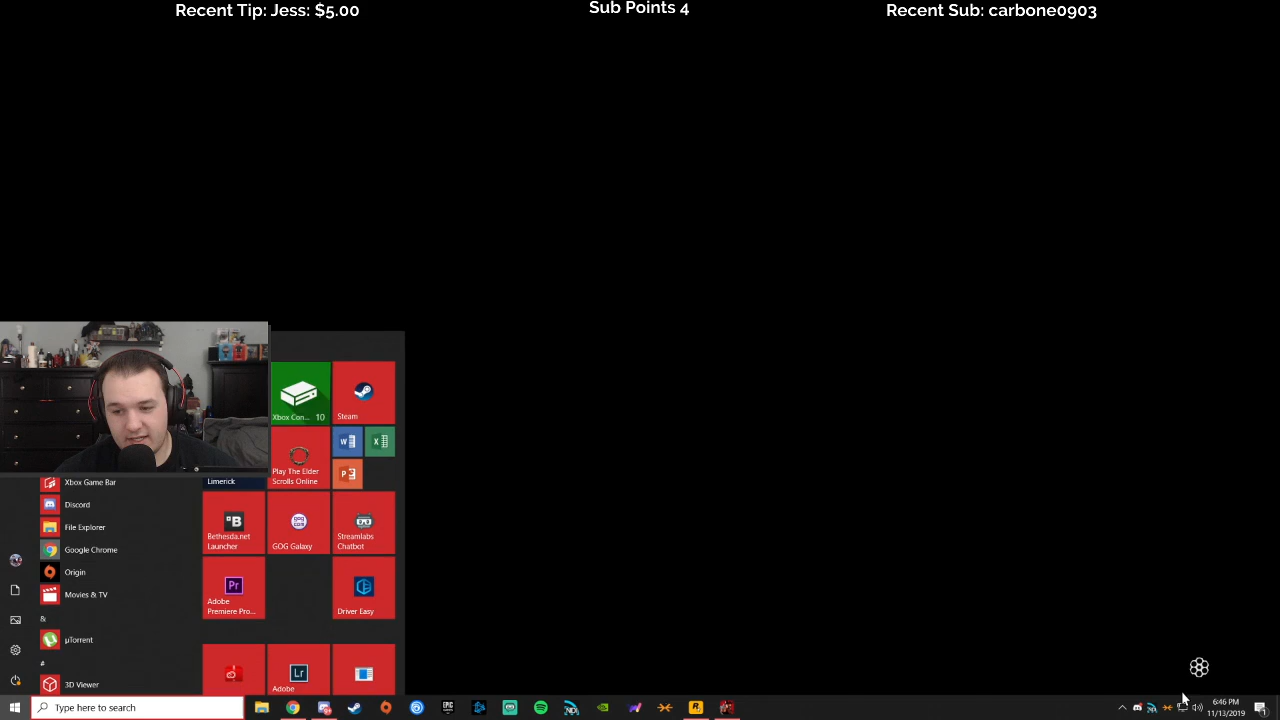 Recent Tip: Jess: $5.00
Sub Points 4
Recent Sub: carbone0903
Xbox Con... 10
Steam
Limerick
Play The Elder
Scrolls Online
Xbox Game Bar
Discord
File Explorer
Google Chrome
Origin
Movies & TV
&
µTorrent
#
3D Viewer
Bethesda.net
Launcher
GOG Galaxy
Streamlabs
Chatbot
Adobe
Premiere Pro...
Driver Easy
Adobe
Type here to search
6:46 PM
11/13/2019